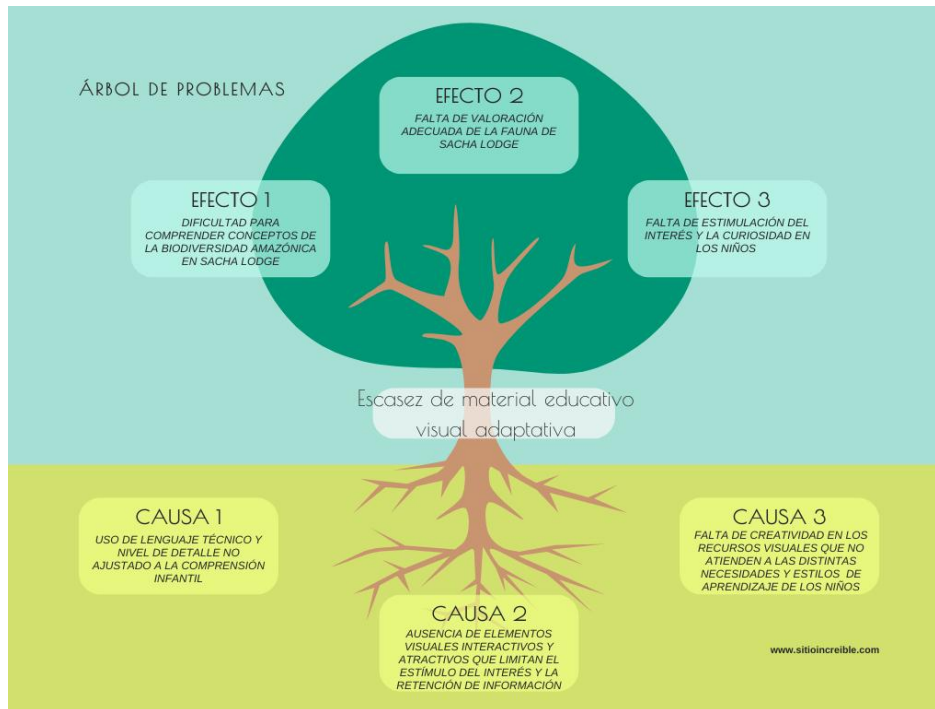 ÁRBOL DE PROBLEMAS
EFECTO 2
FALTA DE VALORACIÓN
ADECUADA DE LA FAUNA DE
SACHA LODGE
EFECTO 1
DIFICULTAD PARA
COMPRENDER CONCEPTOS DE
LA BIODIVERSIDAD AMAZÓNICA
EN SACHA LODGE
EFECTO 3
FALTA DE ESTIMULACIÓN DEL
INTERÉS Y LA CURIOSIDAD EN
LOS NIÑOS
Escasez de material educativo
visual adaptativa
CAUSA 1
USO DE LENGUAJE TÉCNICO Y
NIVEL DE DETALLE NO
AJUSTADO A LA COMPRENSIÓN
INFANTIL
CAUSA 2
AUSENCIA DE ELEMENTOS
VISUALES INTERACTIVOS Y
ATRACTIVOS QUE LIMITAN EL
ESTÍMULO DEL INTERÉS Y LA
RETENCIÓN DE INFORMACIÓN
CAUSA 3
FALTA DE CREATIVIDAD EN LOS
RECURSOS VISUALES QUE NO
ATIENDEN A LAS DISTINTAS
NECESIDADES Y ESTILOS DE
APRENDIZAJE DE LOS NIÑOS
www.sitioincreible.com